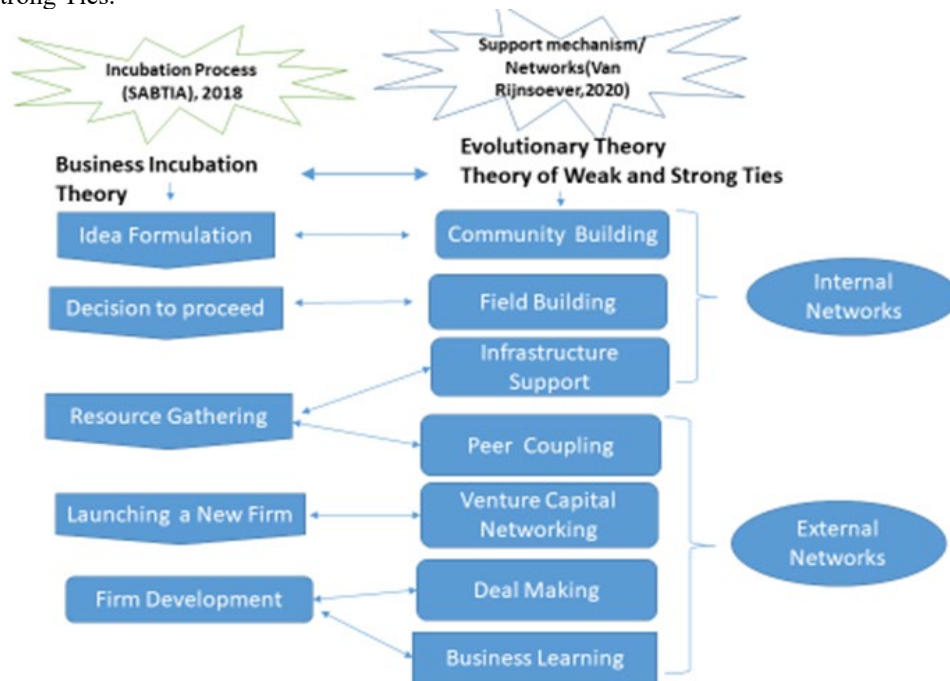 strong Ties.
Incubation Process
(SABTIA), 2018
Support mechanism/
Networks(Van
Rijnsoever,2020)
Business Incubation
Theory
Evolutionary Theory
Theory of Weak and Strong Ties
Idea Formulation
Community Building
Decision to proceed
Field Building
Internal
Networks
Infrastructure
Support
Resource Gathering
Peer Coupling
Launching a New Firm
Venture Capital
Networking
External
Networks
Firm Development
Deal Making
Business Learning